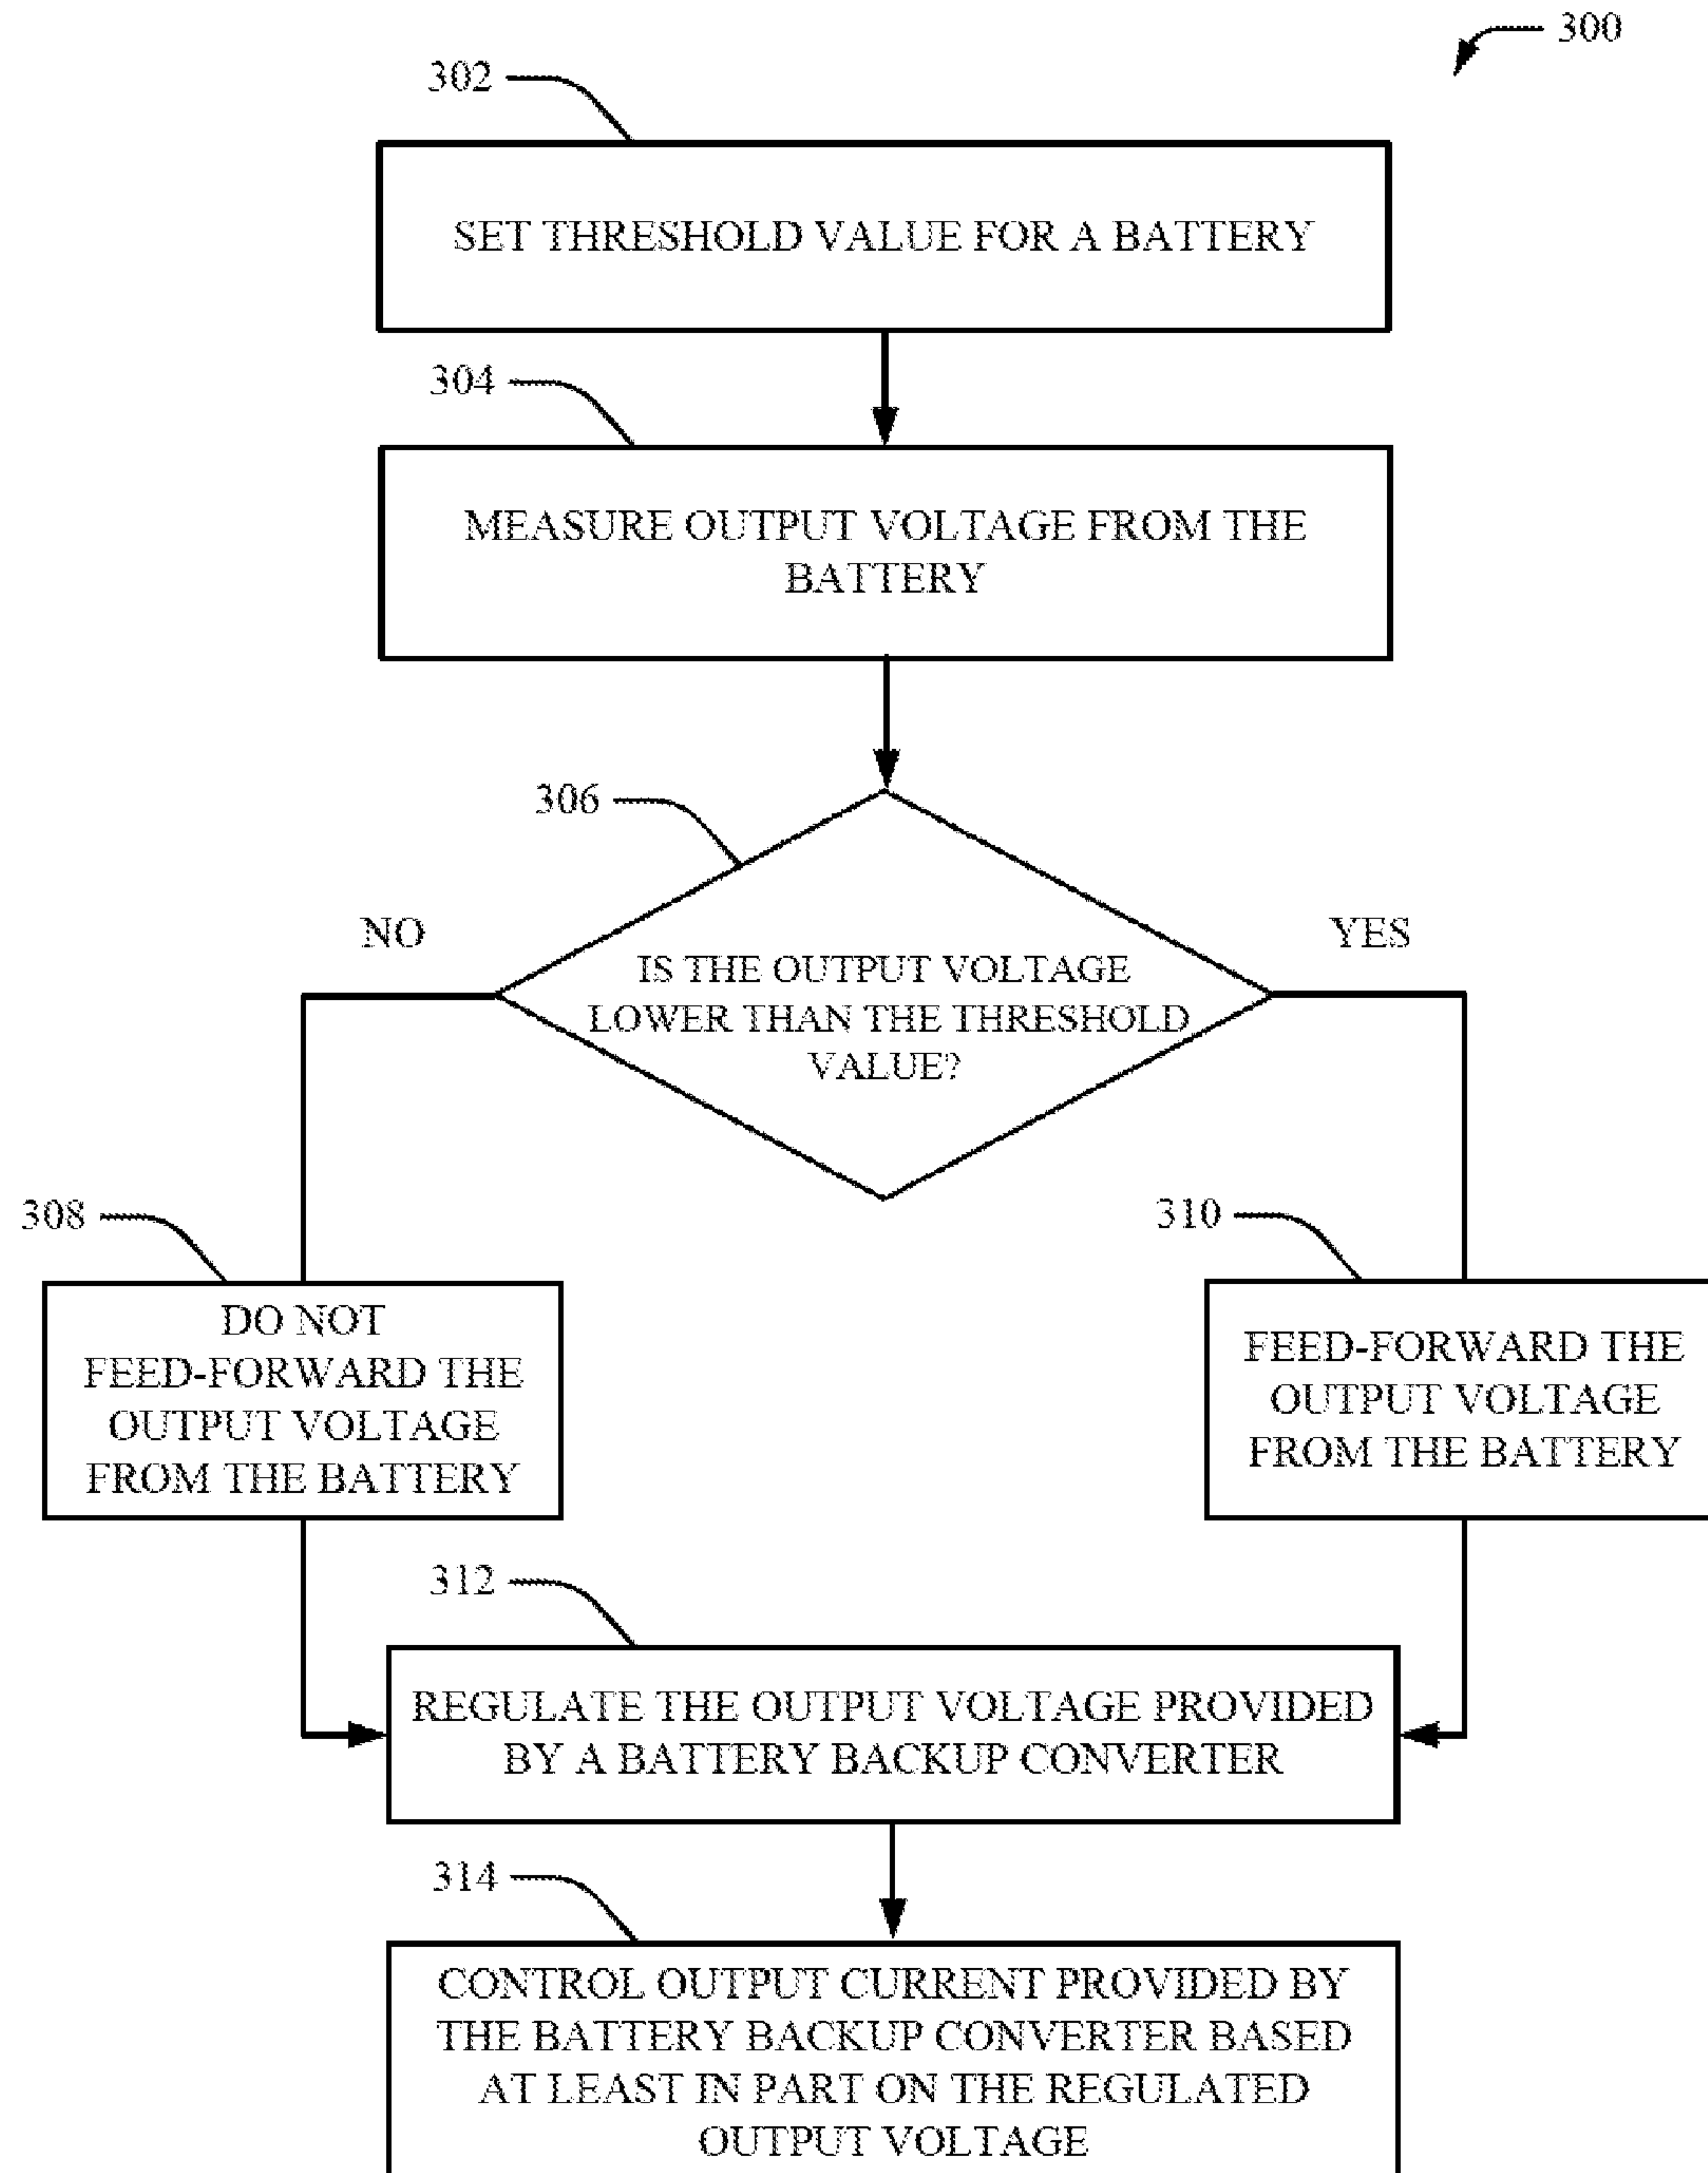 300
302
SET THRESHOLD VALUE FOR A BATTERY
304
MEASURE OUTPUT VOLTAGE FROM THE
BATTERY
306
NO
YES
IS THE OUTPUT VOLTAGE
LOWER THAN THE THRESHOLD
VALUE?
308
310
DO NOT
FEED-FORWARD THE
OUTPUT VOLTAGE
FROM THE BATTERY
FEED-FORWARD THE
OUTPUT VOLTAGE
FROM THE BATTERY
312
REGULATE THE OUTPUT VOLTAGE PROVIDED
BY A BATTERY BACKUP CONVERTER
314
CONTROL OUTPUT CURRENT PROVIDED BY
THE BATTERY BACKUP CONVERTER BASED
AT LEAST IN PART ON THE REGULATED
OUTPUT VOLTAGE